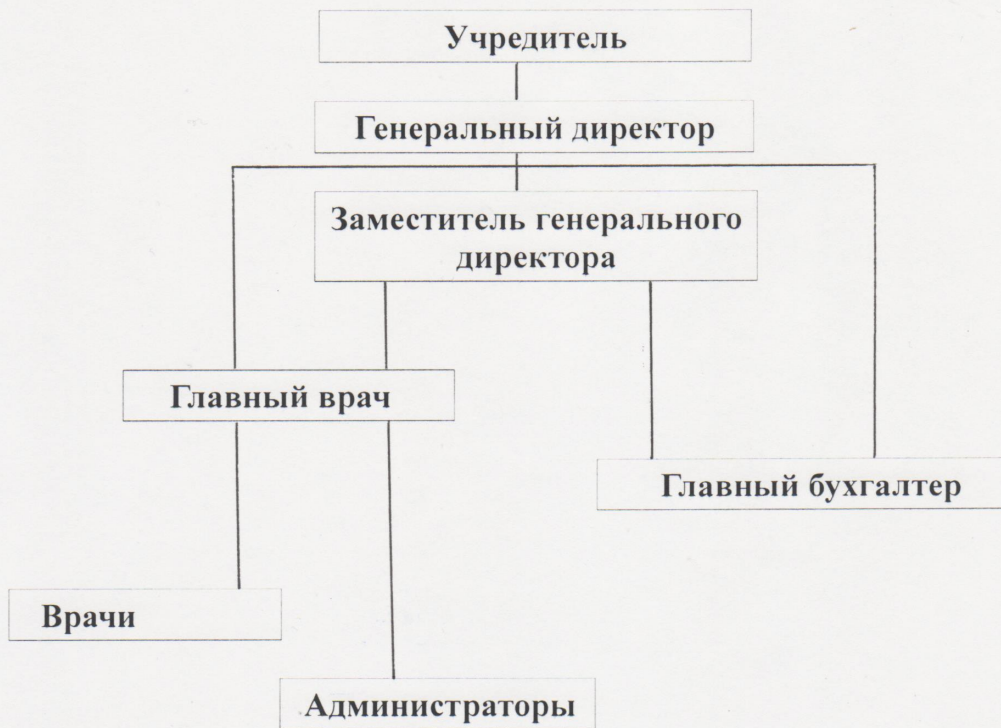 Учредитель
Генеральный директор
Заместитель генерального
директора
Главный врач
Главный бухгалтер
Врачи
Администраторы